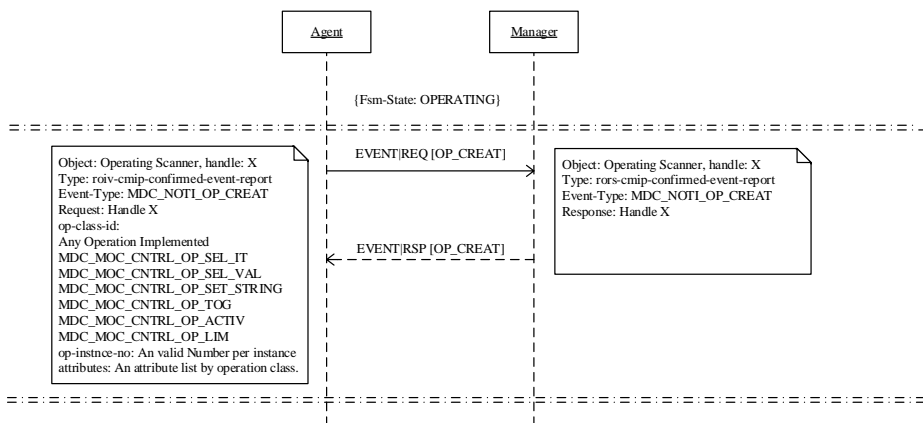 Agent
Manager
{Fsm-State: OPERATING}
Object: Operating Scanner, handle: X
Type: roiv-cmip-confirmed-event-report
Event-Type: MDC_NOTI_OP_CREAT
Request: Handle X
op-class-id:
Any Operation Implemented
MDC_MOC_CNTRL_OP_SEL_IT
MDC_MOC_CNTRL_OP_SEL_VAL
MDC_MOC_CNTRL_OP_SET_STRING
MDC_MOC_CNTRL_OP_TOG
MDC_MOC_CNTRL_OP_ACTIV
MDC_MOC_CNTRL_OP_LIM
op-instnce-no: An valid Number per instance
attributes: An attribute list by operation class.
EVENT|REQ [OP_CREAT]
EVENT|RSP [OP_CREAT]
Object: Operating Scanner, handle: X
Type: rors-cmip-confirmed-event-report
Event-Type: MDC_NOTI_OP_CREAT
Response: Handle X